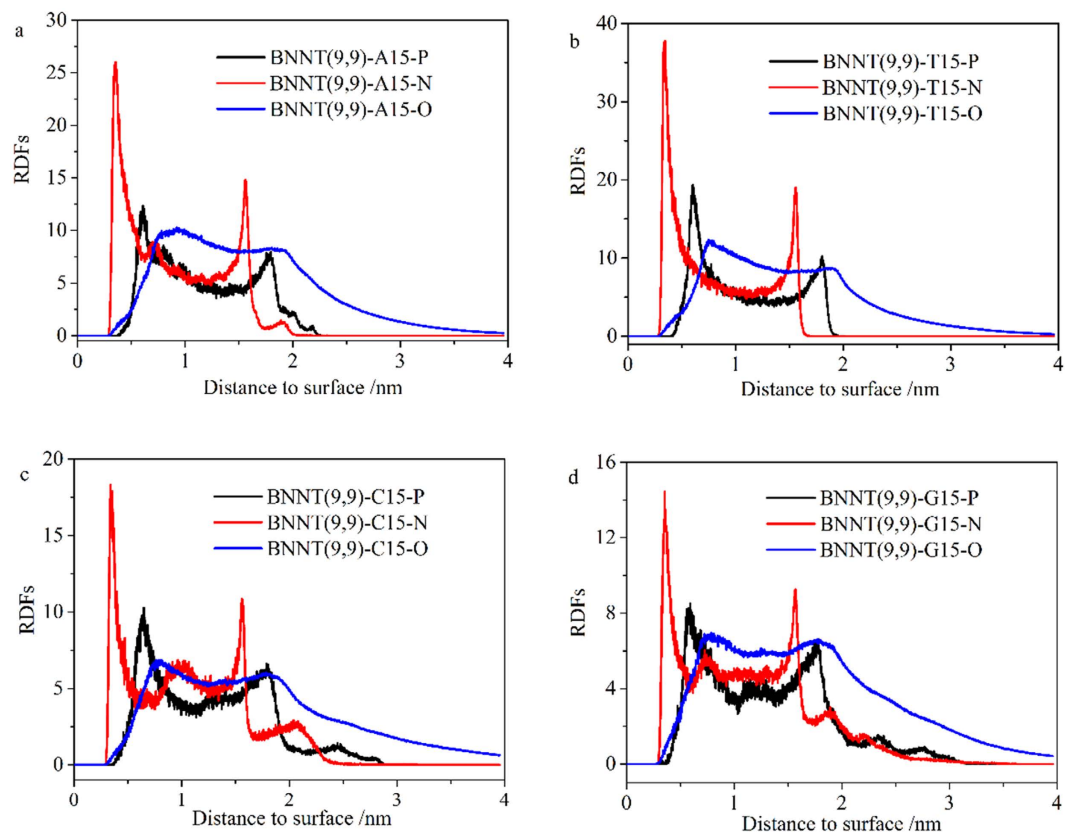 a
30
25
20
15
10
5
0
RDFs
BNNT(9,9)-A15-P
BNNT(9,9)-A15-N
BNNT(9,9)-A15-O
0 1 2 3 4
Distance to surface /nm
b
40
30
20
10
0
RDFs
BNNT(9,9)-T15-P
BNNT(9,9)-T15-N
BNNT(9,9)-T15-O
0 1 2 3 4
Distance to surface /nm
c
20
15
10
5
0
RDFs
BNNT(9,9)-C15-P
BNNT(9,9)-C15-N
BNNT(9,9)-C15-O
0 1 2 3 4
Distance to surface /nm
d
16
12
8
4
0
RDFs
BNNT(9,9)-G15-P
BNNT(9,9)-G15-N
BNNT(9,9)-G15-O
0 1 2 3 4
Distance to surface /nm